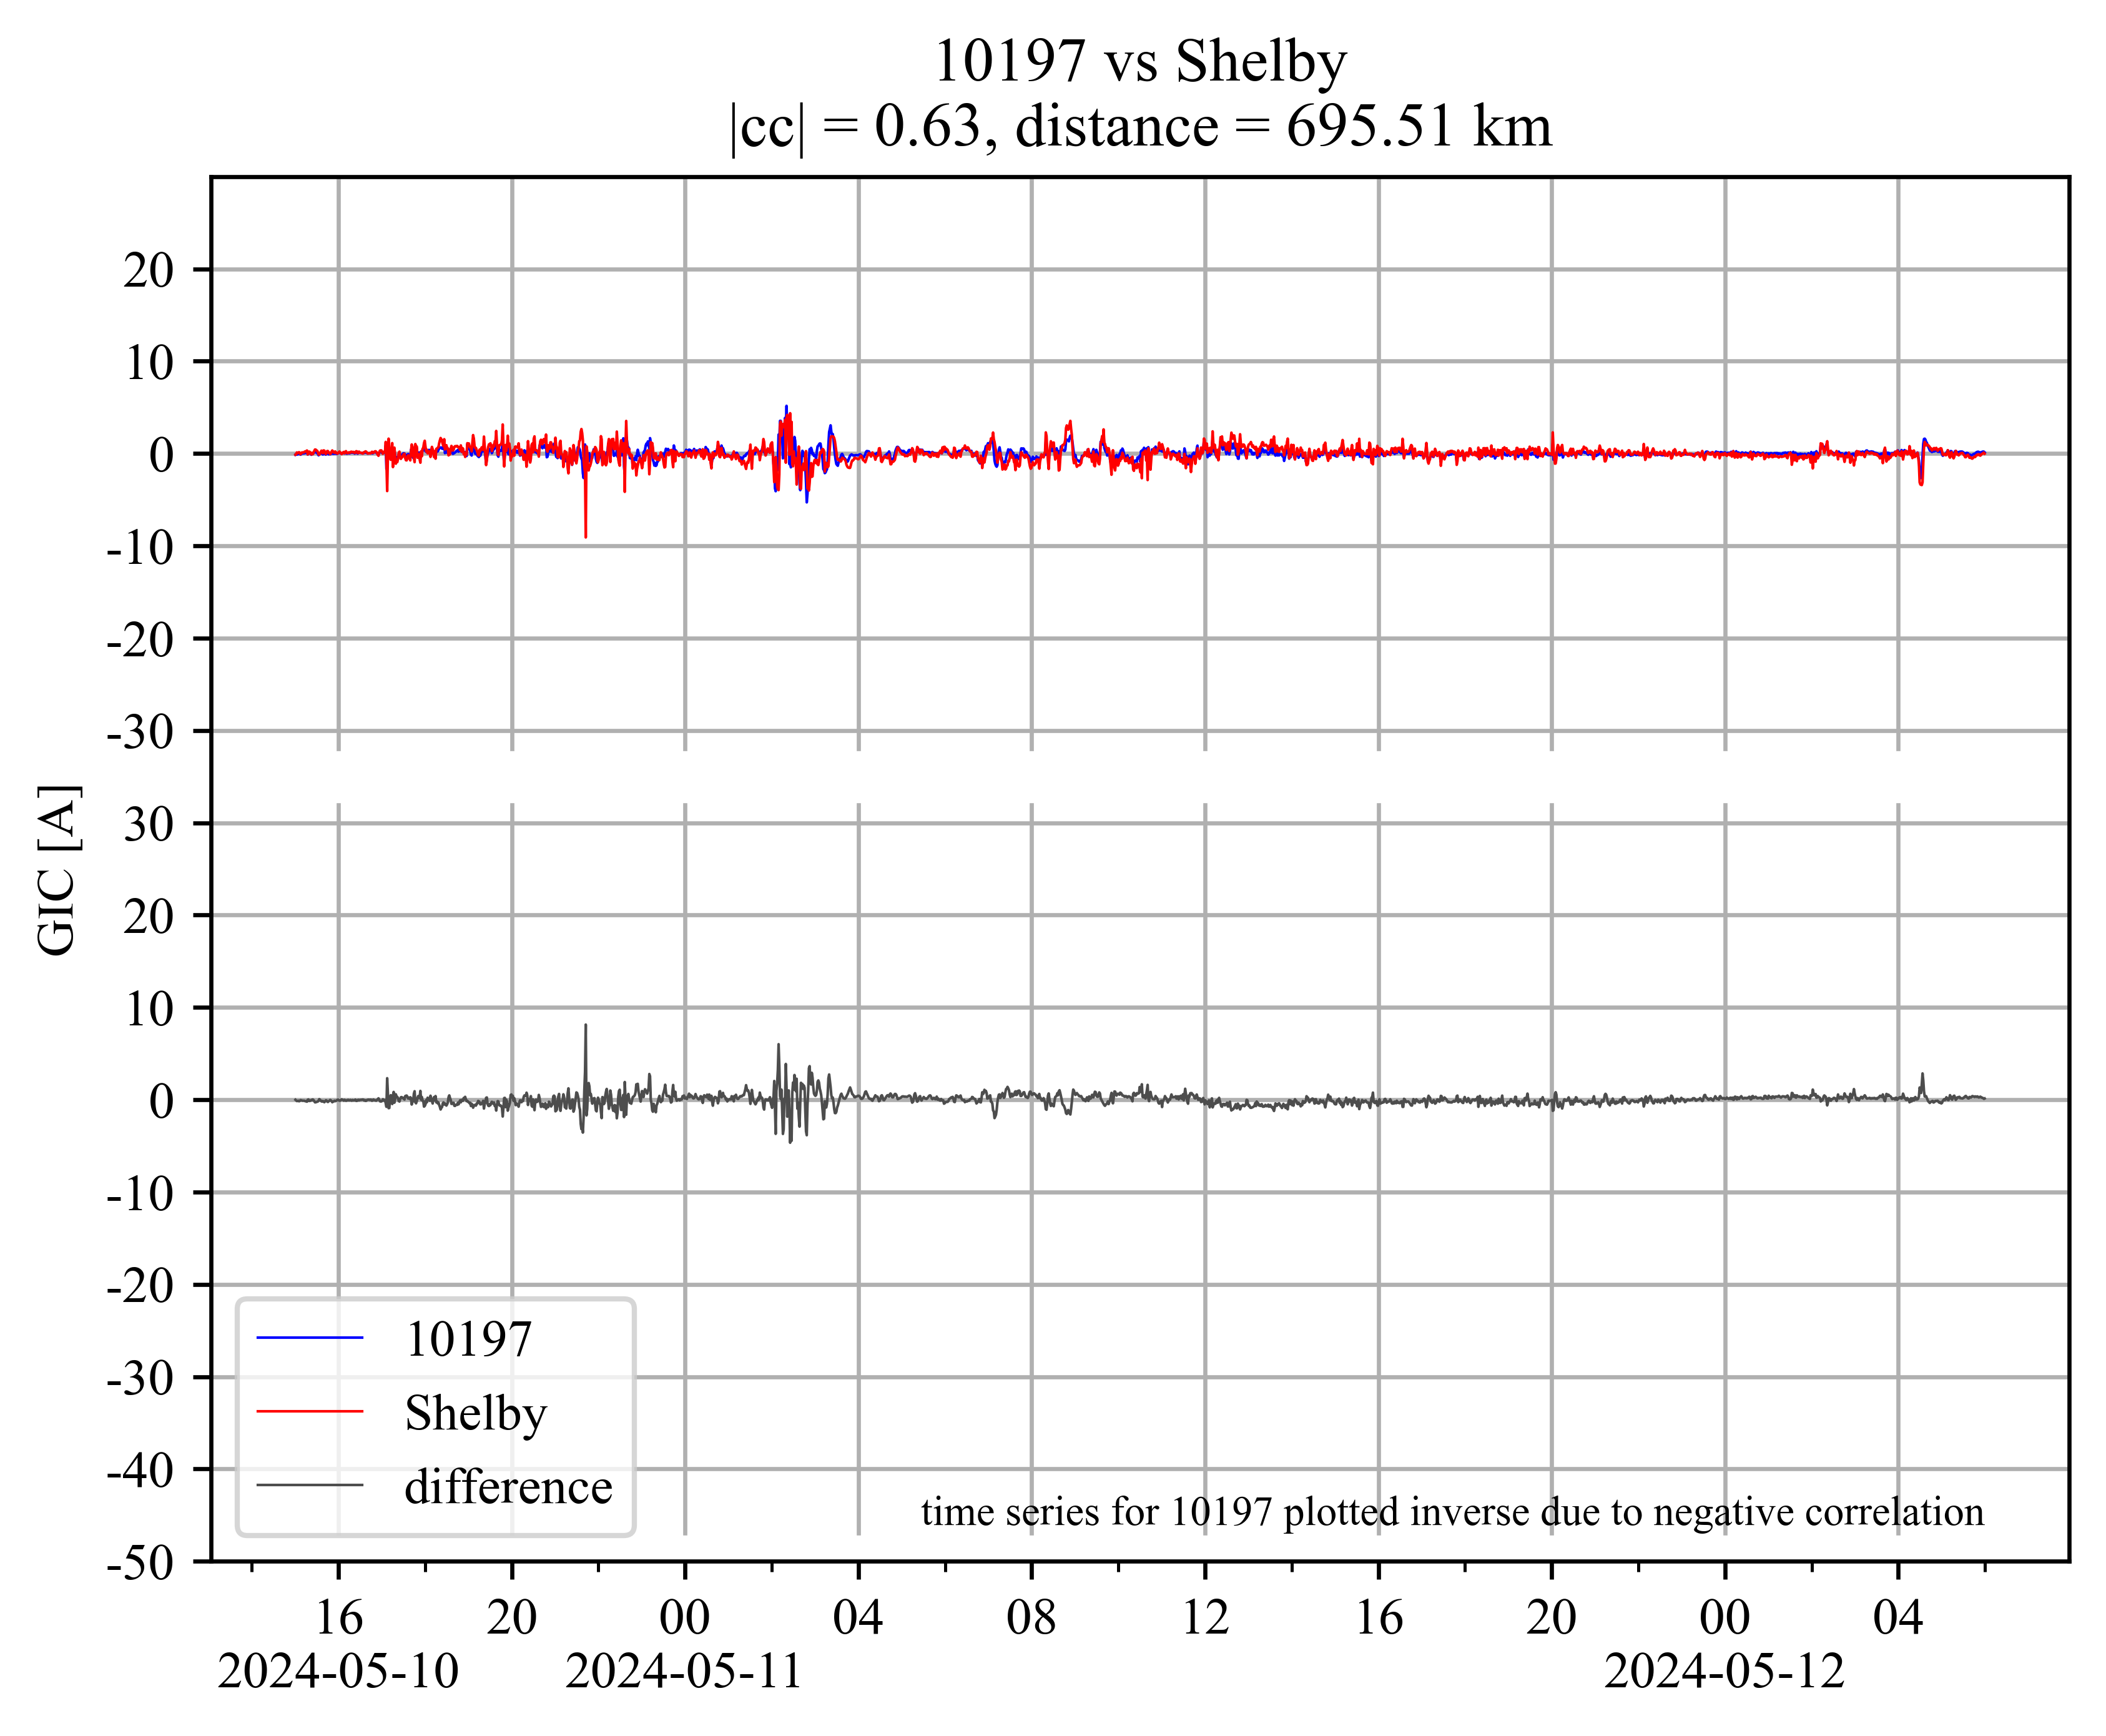 10197 vs Shelby
|cc| = 0.63, distance = 695.51 km
GIC [A]
20
10
0
-10
-20
-30
30
20
10
0
-10
-20
-30
-40
-50
10197
Shelby
difference
time series for 10197 plotted inverse due to negative correlation
16 20 00 04 08 12 16 20 00 04
2024-05-10 2024-05-11 2024-05-12